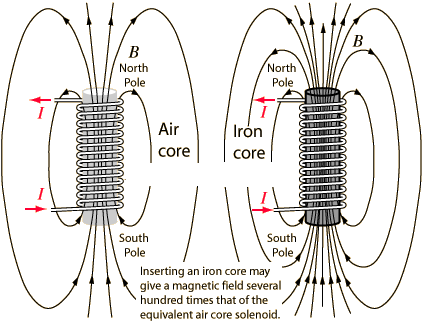 B
North
Pole
I
Air
core
I
South
Pole
B
North
Pole
I
Iron
core
I
North
Pole
Inserting an iron core may
give a magnetic field several
hundred times that of the
equivalent air core solenoid.